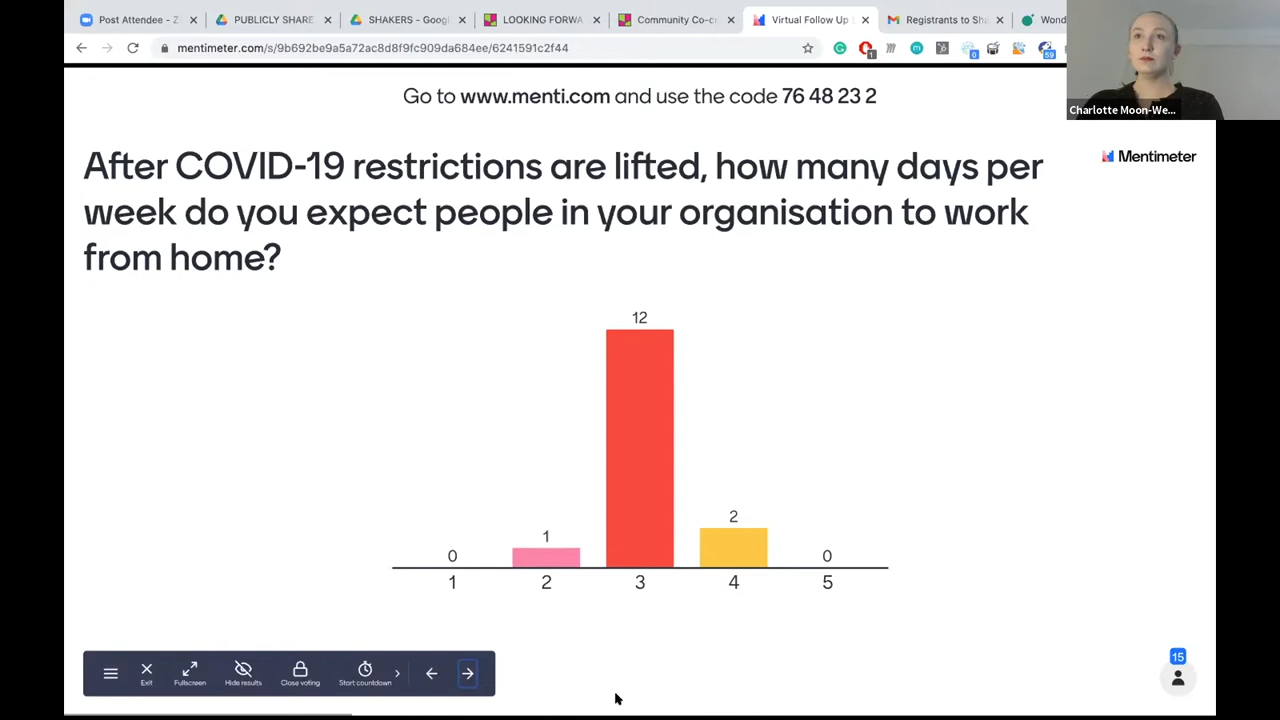 Post Attendee - Z
PUBLICLY SHARE
SHAKERS - Googl
LOOKING FORWA
Community Co-cr
Virtual Follow Up
Registrants to Sh
Wond
mentimeter.com/s/9b692be9a5a72ac8d8f9fc909da684ee/6241591c2f44
1
0
59
Charlotte Moon-We...
Go to www.menti.com and use the code 76 48 23 2
Mentimeter
After COVID-19 restrictions are lifted, how many days per
week do you expect people in your organisation to work
from home?
12
2
1
0
0
1 2 3 4 5
Exit
Fullscreen
Hide results
Close voting
Start countdown
15